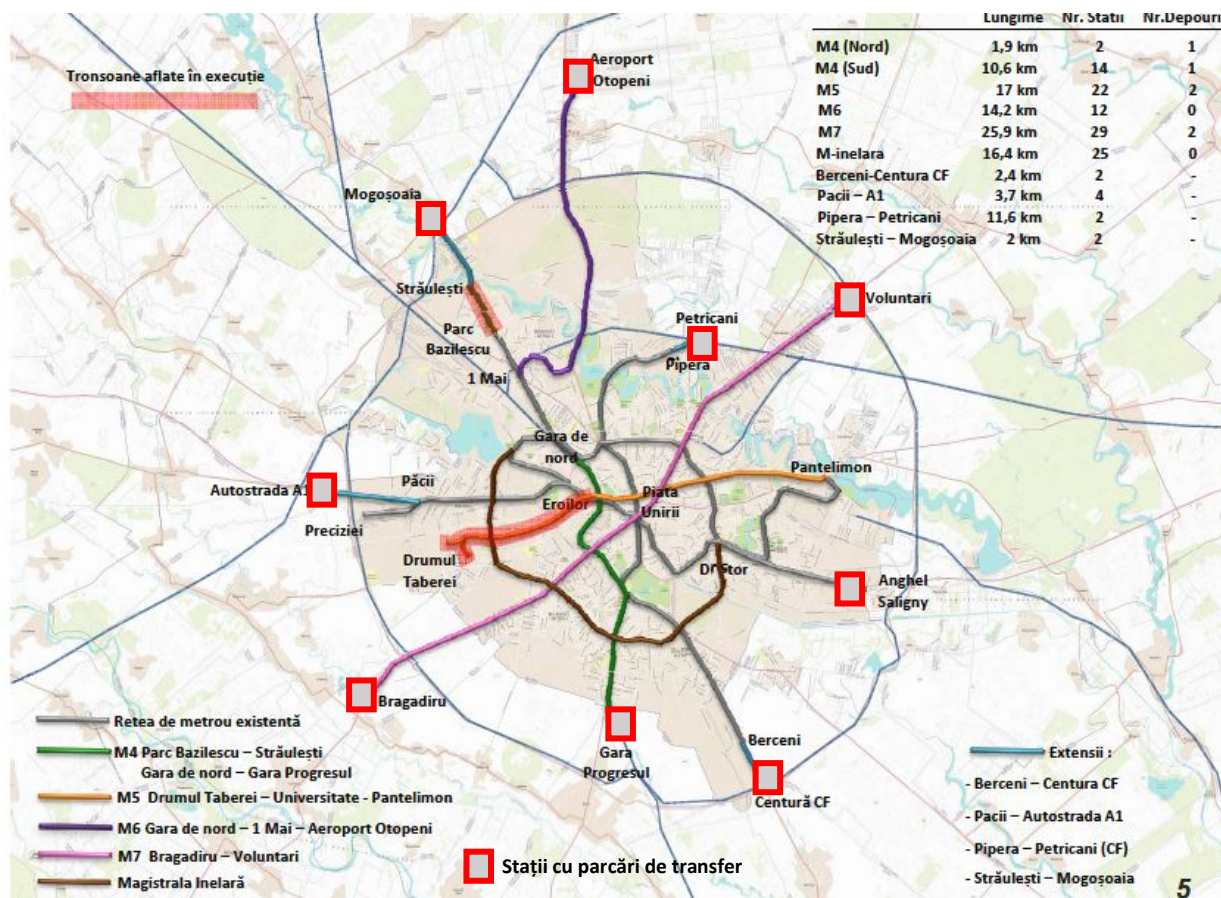 Lungime Nr. Statii Nr.Depouri
M4 (Nord) 1,9 km 2 1
M4 (Sud) 10,6 km 14 1
M5 17 km 22 2
M6 14,2 km 12 0
M7 25,9 km 29 2
M-inelara 16,4 km 25 0
Berceni-Centura CF 2,4 km 2 -
Pacii – A1 3,7 km 4 -
Pipera – Petricani 11,6 km 2 -
Străulești – Mogoșoaia 2 km 2 -
Tronsoane aflate în execuție
Aeroport
Otopeni
Mogoșoaia
Străulești
Voluntari
Parc
Bazilescu
Petricani
Pipera
1 Mai
Gara de
nord
Pantelimon
Păcii
Autostrada A1
Preciziei
Eroilor
Piata
Unirii
Drumul
Taberei
Anghel
Saligny
Bragadiru
Berceni
Gara
Progresul
Centură CF
Retea de metrou existentă
M4 Parc Bazilescu – Străulești
Gara de nord – Gara Progresul
M5 Drumul Taberei – Universitate - Pantelimon
M6 Gara de nord – 1 Mai – Aeroport Otopeni
M7 Bragadiru – Voluntari
Magistrala Inelară
Stații cu parcări de transfer
Extensii :
- Berceni – Centura CF
- Pacii – Autostrada A1
- Pipera – Petricani (CF)
- Străulești – Mogoșoaia
5